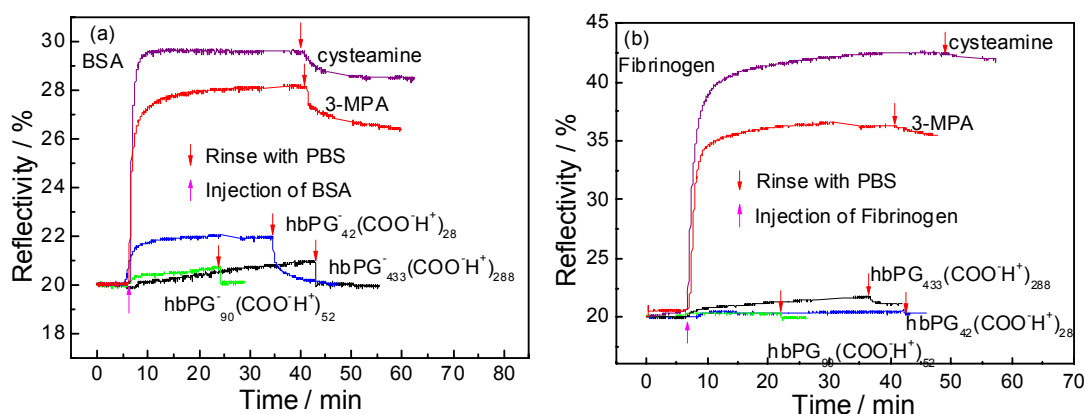 (a)
BSA
cysteamine
3-MPA
Rinse with PBS
Injection of BSA
hbPG⁻₄₂(COO⁻H⁺)₂₈
hbPG⁻₄₃₃(COO⁻H⁺)₂₈₈
hbPG⁻₉₀(COO⁻H⁺)₅₂
Reflectivity / %
30
28
26
24
22
20
18
0 10 20 30 40 50 60 70
Time / min
(b)
Fibrinogen
cysteamine
3-MPA
Rinse with PBS
Injection of Fibrinogen
hbPG₄₃₃(COO⁻H⁺)₂₈₈
hbPG₄₂(COO⁻H⁺)₂₈
hbPG₉₀(COO⁻H⁺)₅₂
Reflectivity / %
45
40
35
30
25
20
0 10 20 30 40 50 60 70
Time / min